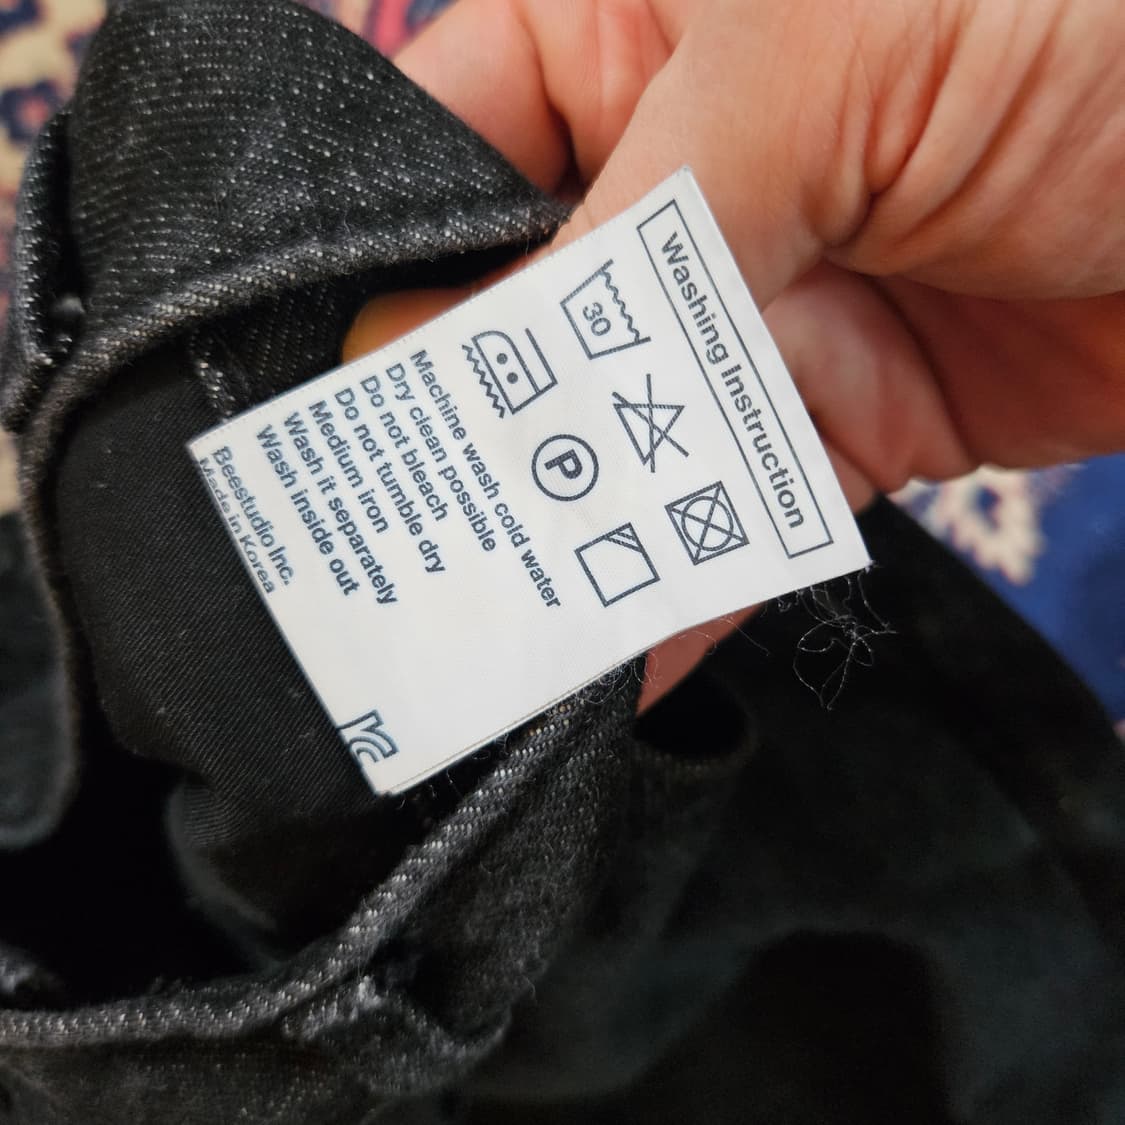 Washing Instruction
30
P
Machine wash cold water
Dry clean possible
Do not bleach
Do not tumble dry
Medium iron
Wash it separately
Wash inside out
Beestudio Inc.
Made in Korea